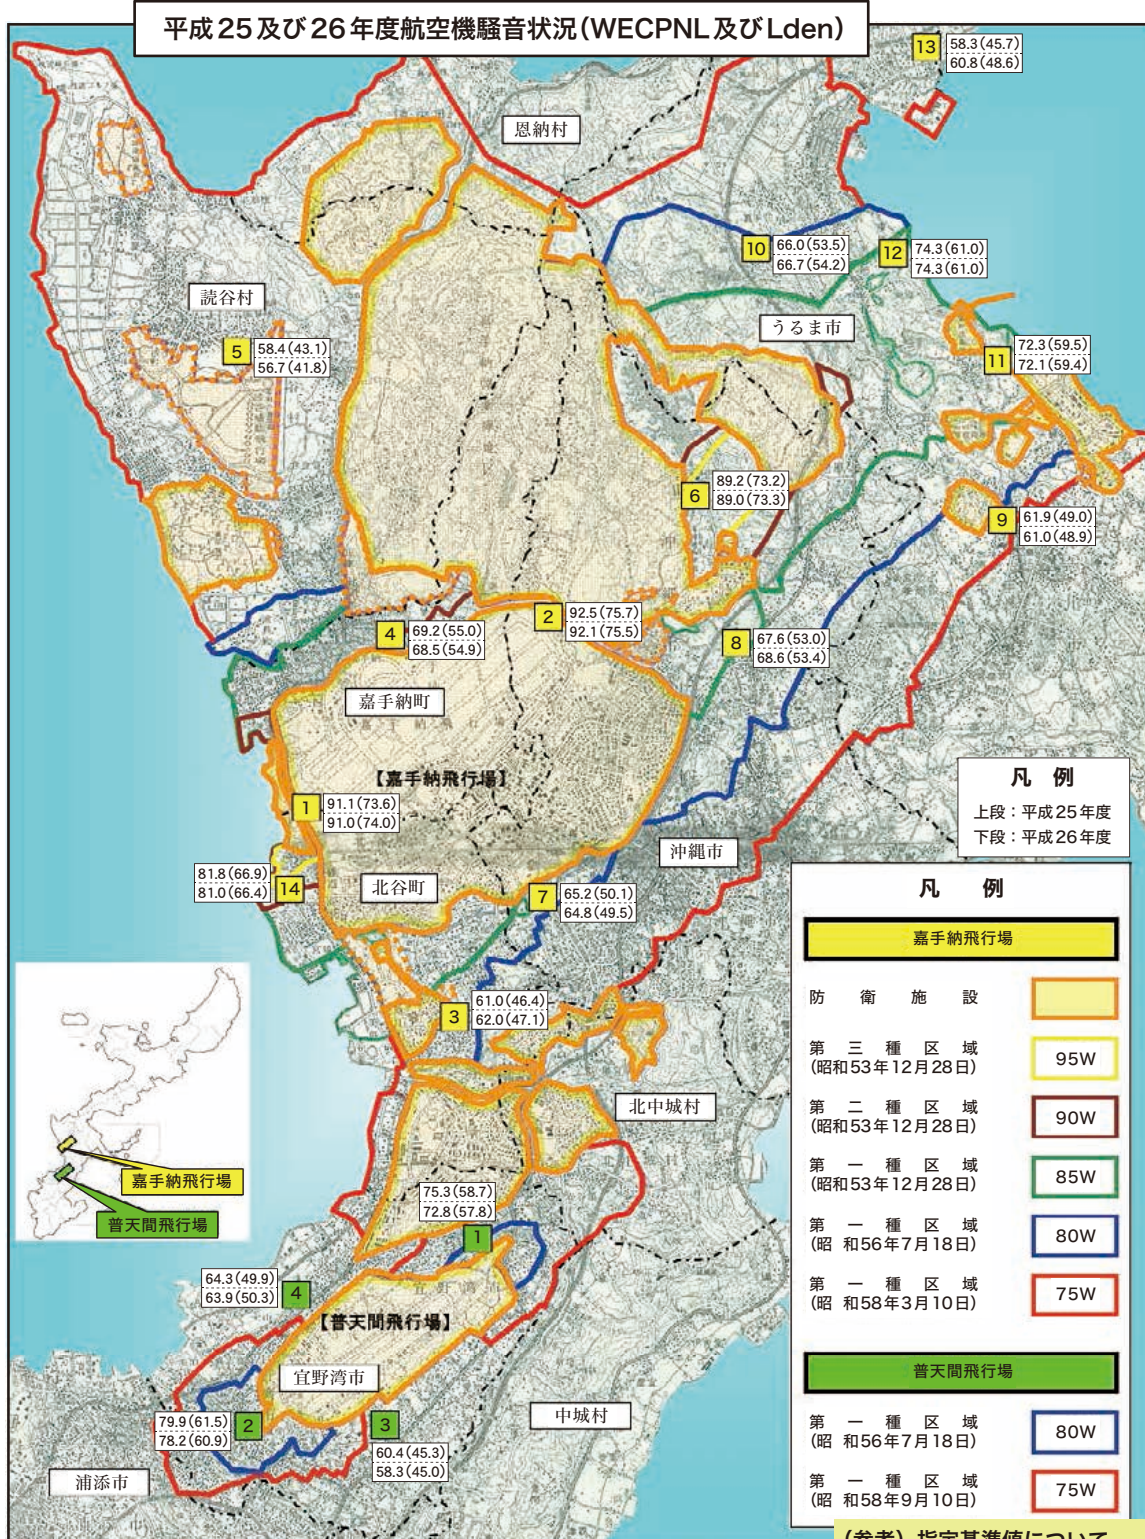 平成25及び26年度航空機騒音状況(WECPNL及びLden)
13
58.3(45.7)
60.8(48.6)
恩納村
10
66.0(53.5)
66.7(54.2)
12
74.3(61.0)
74.3(61.0)
読谷村
うるま市
5
58.4(43.1)
56.7(41.8)
11
72.3(59.5)
72.1(59.4)
6
89.2(73.2)
89.0(73.3)
9
61.9(49.0)
61.0(48.9)
2
92.5(75.7)
92.1(75.5)
4
69.2(55.0)
68.5(54.9)
8
67.6(53.0)
68.6(53.4)
嘉手納町
【嘉手納飛行場】
1
91.1(73.6)
91.0(74.0)
凡 例
上段：平成25年度
下段：平成26年度
沖縄市
81.8(66.9)
81.0(66.4)
14
北谷町
7
65.2(50.1)
64.8(49.5)
3
61.0(46.4)
62.0(47.1)
凡 例
嘉手納飛行場
防衛施設
第三種区域
(昭和53年12月28日)
95W
第二種区域
(昭和53年12月28日)
90W
第一種区域
(昭和53年12月28日)
85W
第一種区域
(昭和56年7月18日)
80W
第一種区域
(昭和58年3月10日)
75W
普天間飛行場
第一種区域
(昭和56年7月18日)
80W
第一種区域
(昭和58年9月10日)
75W
北中城村
嘉手納飛行場
普天間飛行場
75.3(58.7)
72.8(57.8)
1
64.3(49.9)
63.9(50.3)
4
【普天間飛行場】
宜野湾市
79.9(61.5)
78.2(60.9)
2
3
60.4(45.3)
58.3(45.0)
中城村
浦添市
(参考)指定基準値について